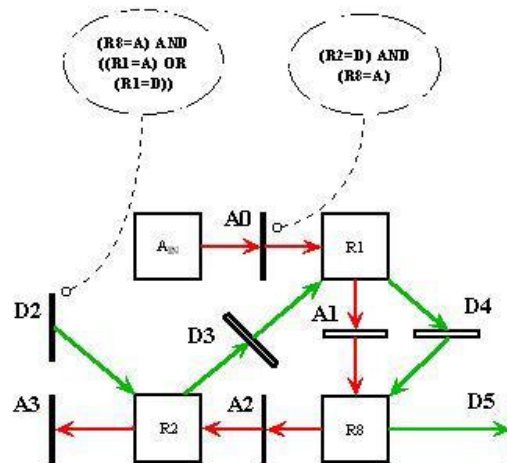 (R8=A) AND
((R1=A) OR
(R1=D))
(R2=D) AND
(R8=A)
A0
A IN
R1
D2
D3
A1
D4
A3
A2
D5
R2
R8